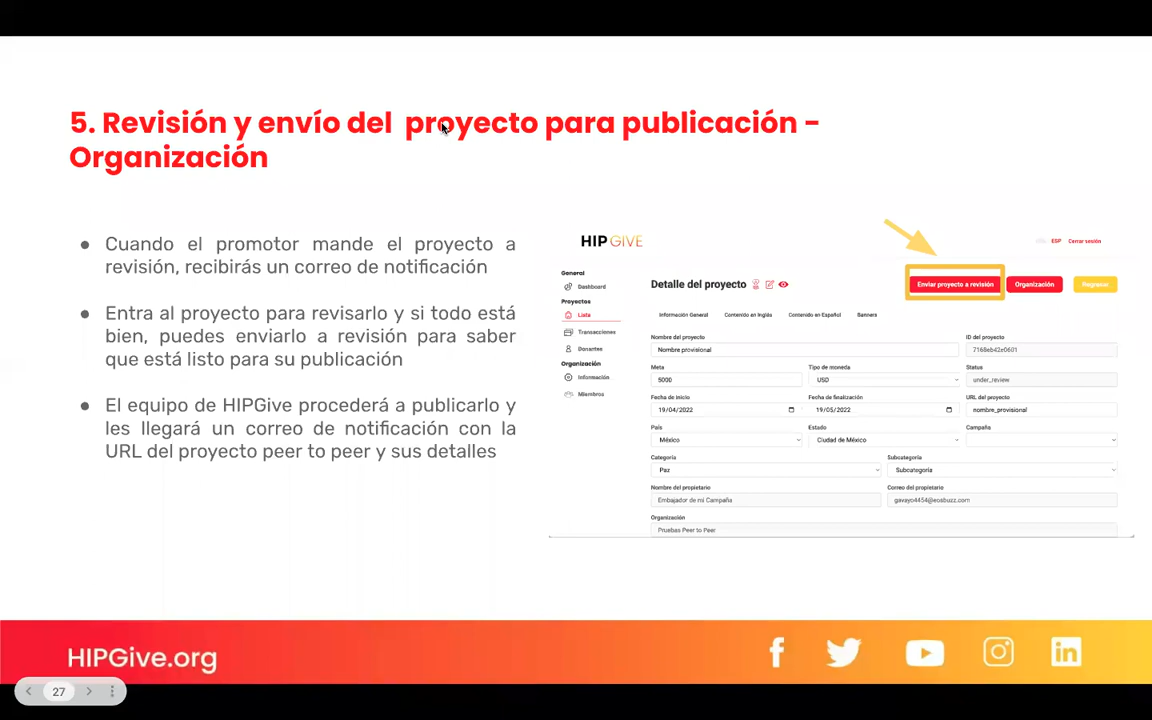 5. Revisión y envío del proyecto para publicación -
Organización
● Cuando el promotor mande el proyecto a
revisión, recibirás un correo de notificación
● Entra al proyecto para revisarlo y si todo está
bien, puedes enviarlo a revisión para saber
que está listo para su publicación
● El equipo de HIPGive procederá a publicarlo y
les llegará un correo de notificación con la
URL del proyecto peer to peer y sus detalles
HIPGIVE
ESP Cerrar sesión
General
Dashboard
Proyectos
Lista
Transacciones
Donantes
Organización
Información
Miembros
Detalle del proyecto
Enviar proyecto a revisión
Organización
Regresar
Información General
Contenido en Inglés
Contenido en Español
Banners
Nombre del proyecto
Nombre provisional
ID del proyecto
7168eb42e0601
Meta
5000
Tipo de moneda
USD
Status
under_review
Fecha de inicio
19/04/2022
Fecha de finalización
19/05/2022
URL del proyecto
nombre_provisional
País
México
Estado
Ciudad de México
Campaña
Categoría
Paz
Subcategoría
Subcategoría
Nombre del propietario
Embajador de mi Campaña
Correo del propietario
gavayo4454@eosbuzz.com
Organización
Pruebas Peer to Peer
HIPGive.org
27